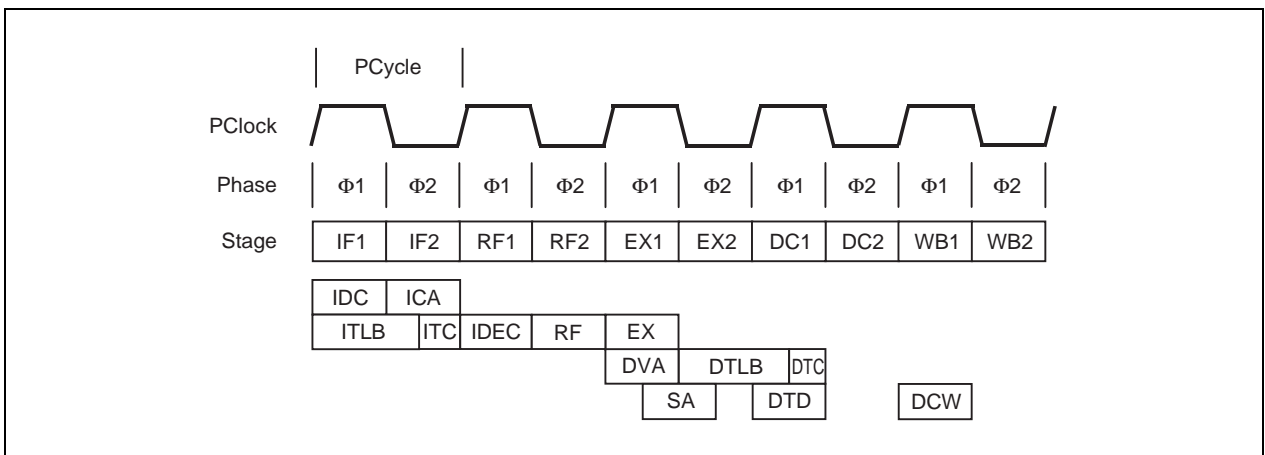 PCycle
PClock
Phase Φ1 Φ2 Φ1 Φ2 Φ1 Φ2 Φ1 Φ2 Φ1 Φ2
Stage IF1 IF2 RF1 RF2 EX1 EX2 DC1 DC2 WB1 WB2
IDC ICA
ITLB ITC IDEC RF EX
DVA DTLB DTC
SA DTD DCW